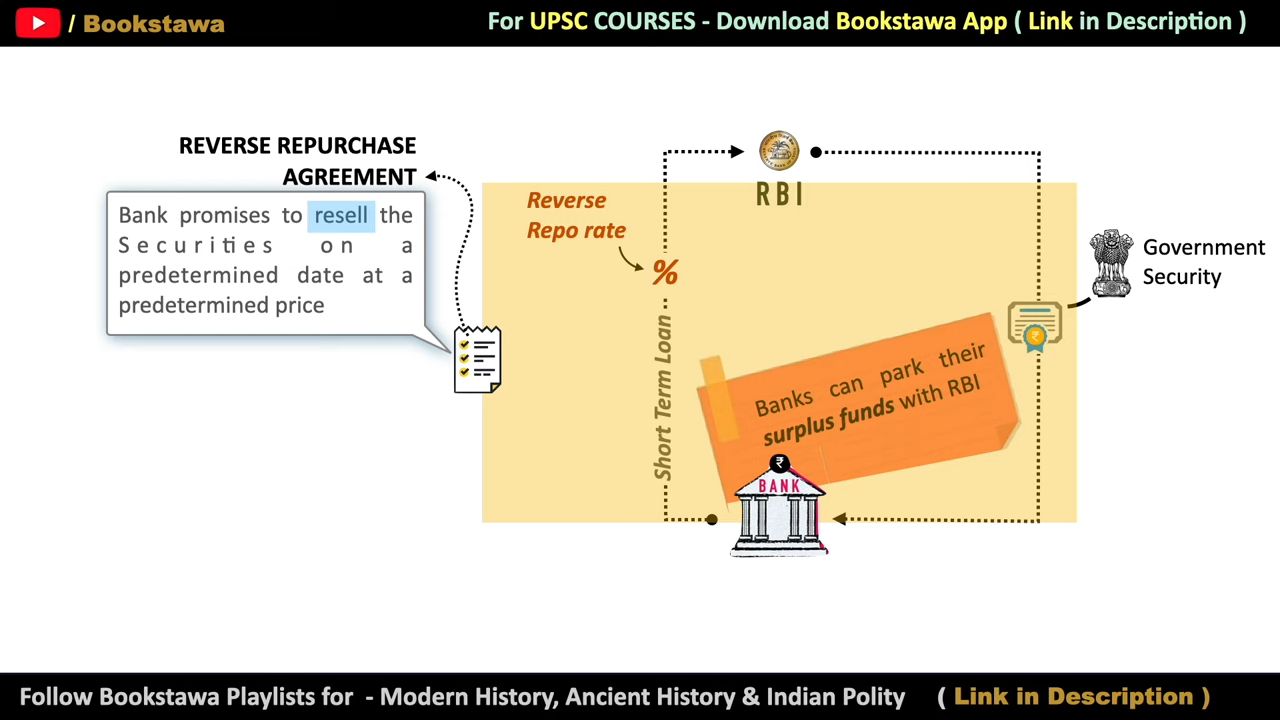 / Bookstawa
For UPSC COURSES - Download Bookstawa App ( Link in Description )
REVERSE REPURCHASE
AGREEMENT
Bank promises to resell the
Securities on a
predetermined date at a
predetermined price
RBI
Reverse
Repo rate
%
Short Term Loan
Government
Security
Banks can park their
surplus funds with RBI
₹
BANK
Follow Bookstawa Playlists for - Modern History, Ancient History & Indian Polity ( Link in Description )